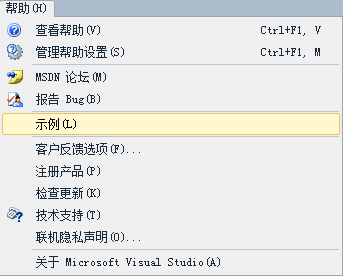 帮助(H)
查看帮助(V) Ctrl+F1, V
管理帮助设置(S) Ctrl+F1, M
MSDN 论坛(M)
报告 Bug(B)
示例(L)
客户反馈选项(F)...
注册产品(P)
检查更新(K)
技术支持(T)
联机隐私声明(O)...
关于 Microsoft Visual Studio(A)